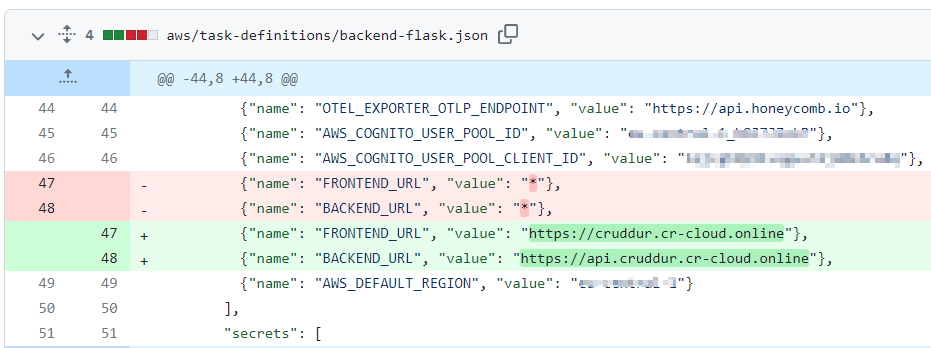 4 aws/task-definitions/backend-flask.json
@@ -44,8 +44,8 @@
44 44 {"name": "OTEL_EXPORTER_OTLP_ENDPOINT", "value": "https://api.honeycomb.io"},
45 45 {"name": "AWS_COGNITO_USER_POOL_ID", "value": ""},
46 46 {"name": "AWS_COGNITO_USER_POOL_CLIENT_ID", "value": ""},
47 - {"name": "FRONTEND_URL", "value": "*"},
48 - {"name": "BACKEND_URL", "value": "*"},
47 + {"name": "FRONTEND_URL", "value": "https://cruddur.cr-cloud.online"},
48 + {"name": "BACKEND_URL", "value": "https://api.cruddur.cr-cloud.online"},
49 49 {"name": "AWS_DEFAULT_REGION", "value": ""}
50 50 ],
51 51 "secrets": [